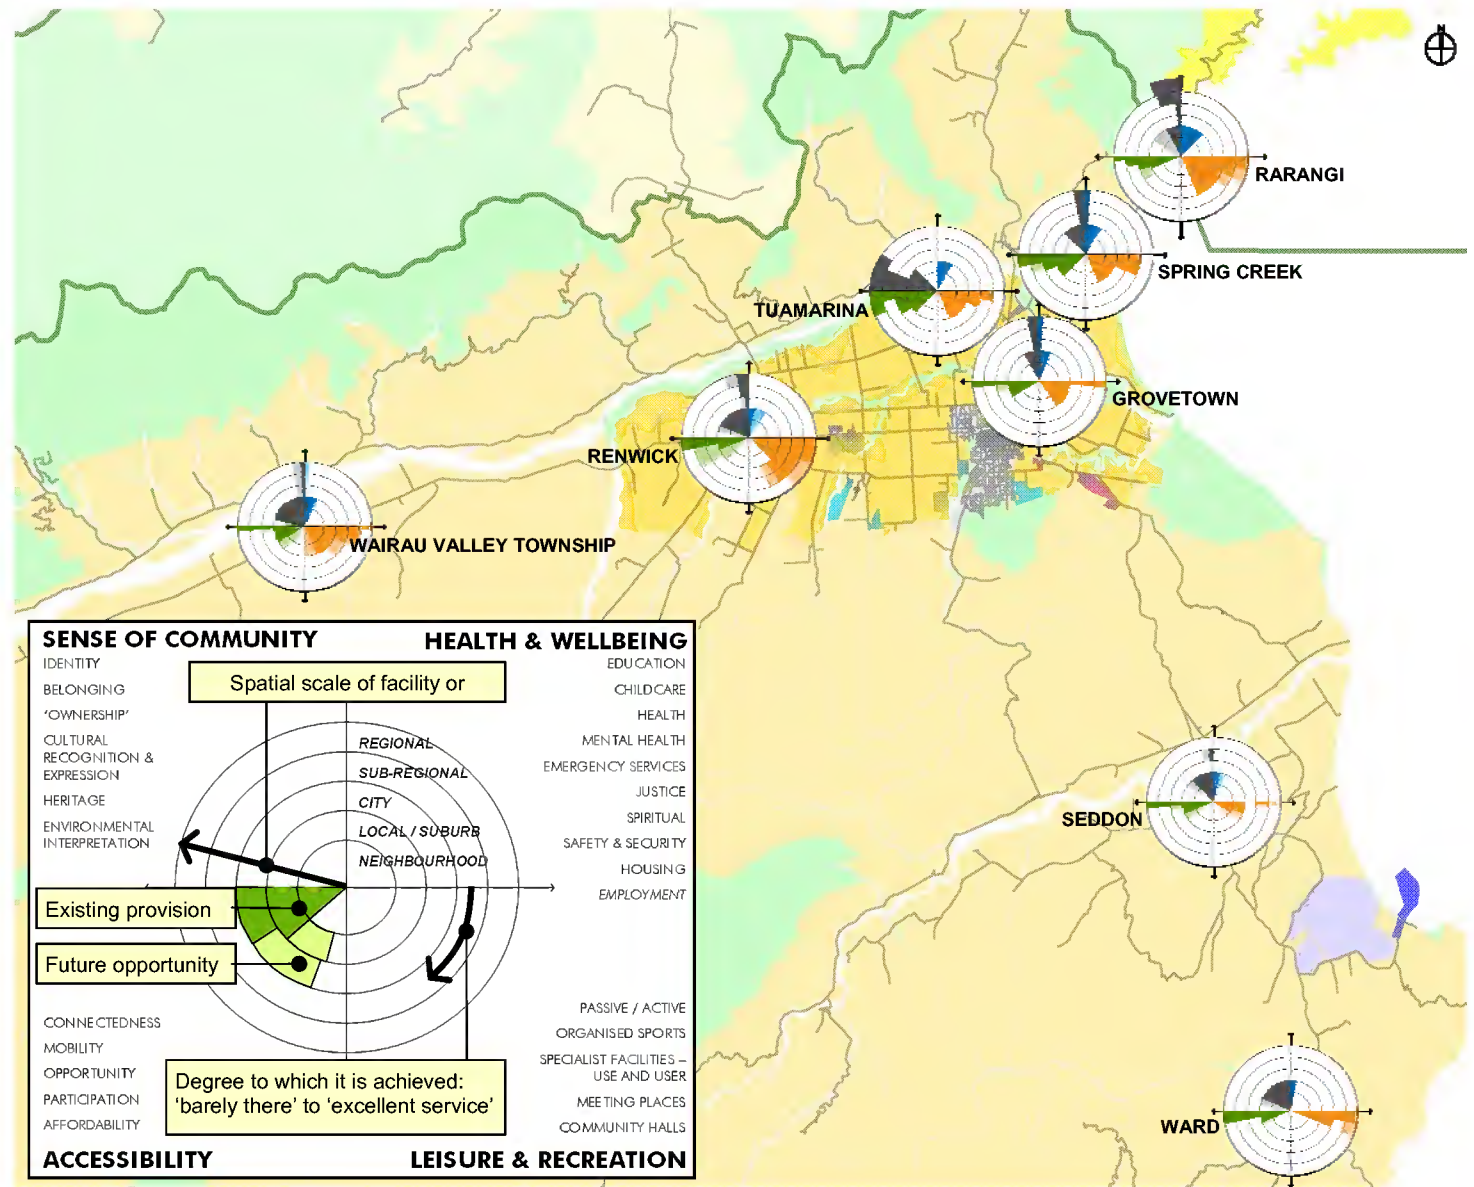 N
RARANGI
SPRING CREEK
TUAMARINA
GROVETOWN
RENWICK
WAIRAU VALLEY TOWNSHIP
SEDDON
WARD
SENSE OF COMMUNITY
IDENTITY
BELONGING
'OWNERSHIP'
CULTURAL
RECOGNITION &
EXPRESSION
HERITAGE
ENVIRONMENTAL
INTERPRETATION
HEALTH & WELLBEING
EDUCATION
CHILDCARE
HEALTH
MENTAL HEALTH
EMERGENCY SERVICES
JUSTICE
SPIRITUAL
SAFETY & SECURITY
HOUSING
EMPLOYMENT
Spatial scale of facility or
REGIONAL
SUB-REGIONAL
CITY
LOCAL / SUBURB
NEIGHBOURHOOD
Existing provision
Future opportunity
CONNECTEDNESS
MOBILITY
OPPORTUNITY
PARTICIPATION
AFFORDABILITY
ACCESSIBILITY
Degree to which it is achieved:
'barely there' to 'excellent service'
PASSIVE / ACTIVE
ORGANISED SPORTS
SPECIALIST FACILITIES –
USE AND USER
MEETING PLACES
COMMUNITY HALLS
LEISURE & RECREATION